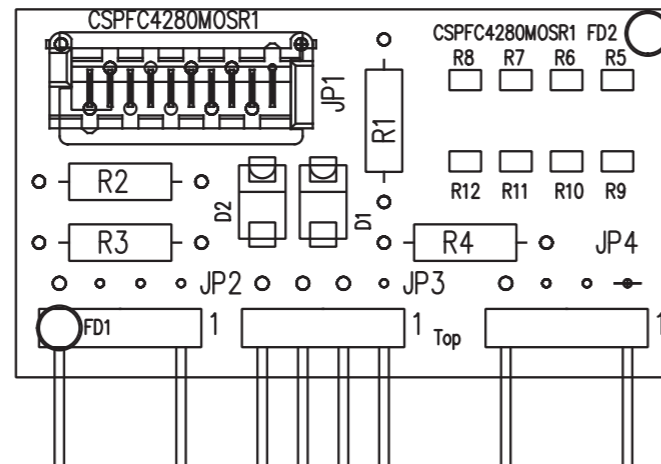 CSPFC4280MOSR1
CSPFC4280MOSR1 FD2
R8 R7 R6 R5
JP1
R1
R2
R12 R11 R10 R9
D2
D1
R3
R4
JP4
JP2
JP3
FD1
1
1
Top
1